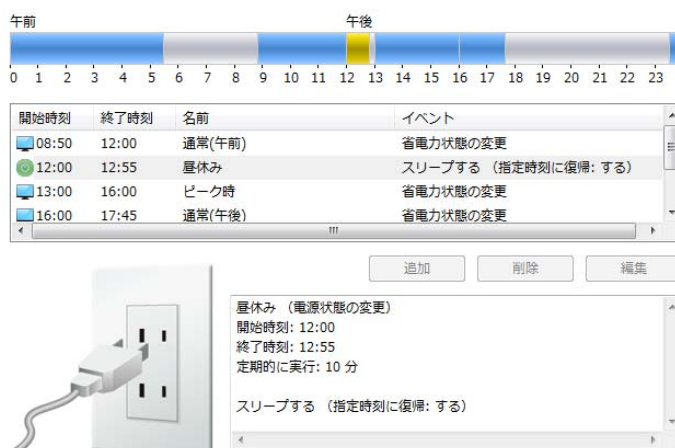 午前 午後
0 1 2 3 4 5 6 7 8 9 10 11 12 13 14 15 16 17 18 19 20 21 22 23
開始時刻 終了時刻 名前 イベント
08:50 12:00 通常(午前) 省電力状態の変更
12:00 12:55 昼休み スリープする （指定時刻に復帰: する）
13:00 16:00 ピーク時 省電力状態の変更
16:00 17:45 通常(午後) 省電力状態の変更
追加 削除 編集
昼休み （電源状態の変更）
開始時刻: 12:00
終了時刻: 12:55
定期的に実行: 10 分
スリープする （指定時刻に復帰: する）